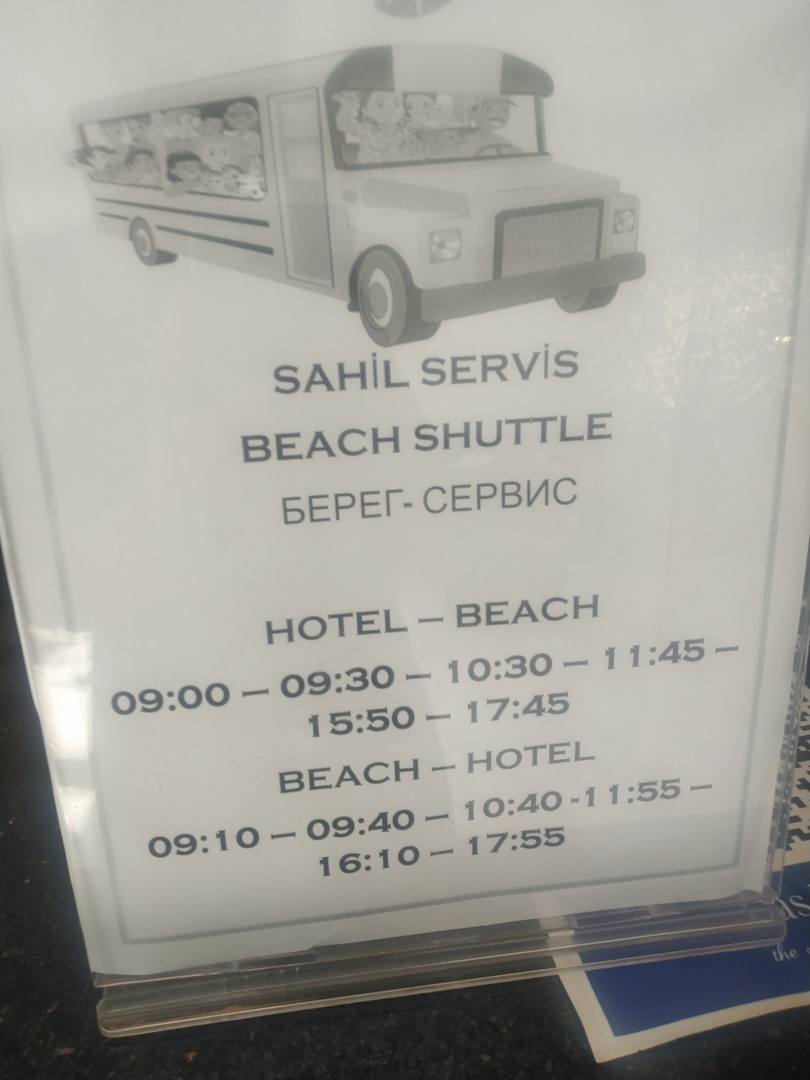 SAHİL SERVİS
BEACH SHUTTLE
БЕРЕГ- СЕРВИС
HOTEL – BEACH
09:00 – 09:30 – 10:30 – 11:45 –
15:50 – 17:45
BEACH – HOTEL
09:10 – 09:40 – 10:40 -11:55 –
16:10 – 17:55
the